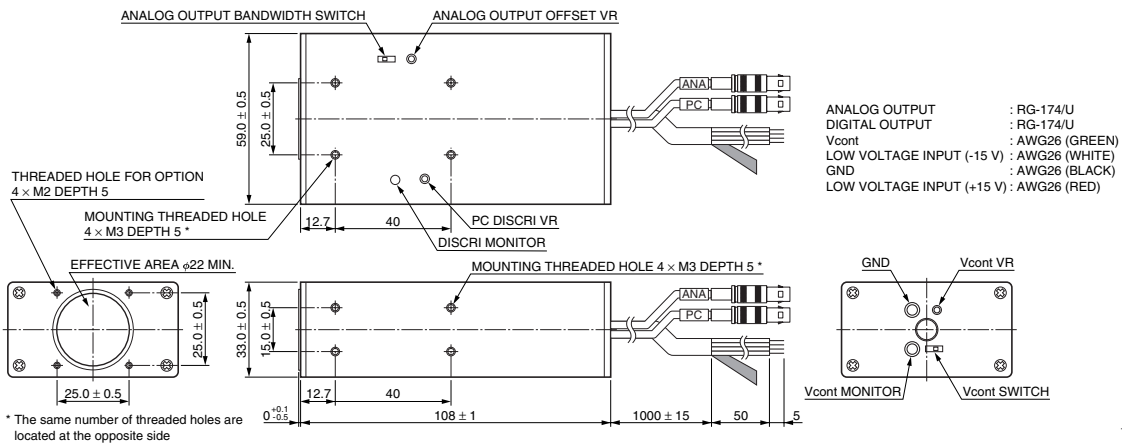 ANALOG OUTPUT BANDWIDTH SWITCH
ANALOG OUTPUT OFFSET VR
59.0 ± 0.5
25.0 ± 0.5
ANA
PC
THREADED HOLE FOR OPTION
4 × M2 DEPTH 5
MOUNTING THREADED HOLE
4 × M3 DEPTH 5 *
12.7
40
PC DISCRI VR
DISCRI MONITOR
ANALOG OUTPUT : RG-174/U
DIGITAL OUTPUT : RG-174/U
Vcont : AWG26 (GREEN)
LOW VOLTAGE INPUT (-15 V) : AWG26 (WHITE)
GND : AWG26 (BLACK)
LOW VOLTAGE INPUT (+15 V) : AWG26 (RED)
EFFECTIVE AREA φ22 MIN.
25.0 ± 0.5
25.0 ± 0.5
MOUNTING THREADED HOLE 4 × M3 DEPTH 5 *
33.0 ± 0.5
15.0 ± 0.5
ANA
PC
12.7
40
0 +0.1 -0.5
108 ± 1
1000 ± 15
50
5
GND
Vcont VR
Vcont MONITOR
Vcont SWITCH
* The same number of threaded holes are
located at the opposite side